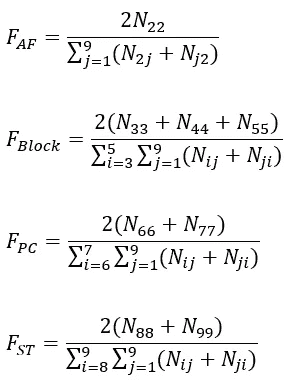 F_{AF} = \frac{2N_{22}}{\sum_{j=1}^{9}(N_{2j} + N_{j2})}
F_{Block} = \frac{2(N_{33} + N_{44} + N_{55})}{\sum_{i=3}^{5}\sum_{j=1}^{9}(N_{ij} + N_{ji})}
F_{PC} = \frac{2(N_{66} + N_{77})}{\sum_{i=6}^{7}\sum_{j=1}^{9}(N_{ij} + N_{ji})}
F_{ST} = \frac{2(N_{88} + N_{99})}{\sum_{i=8}^{9}\sum_{j=1}^{9}(N_{ij} + N_{ji})}